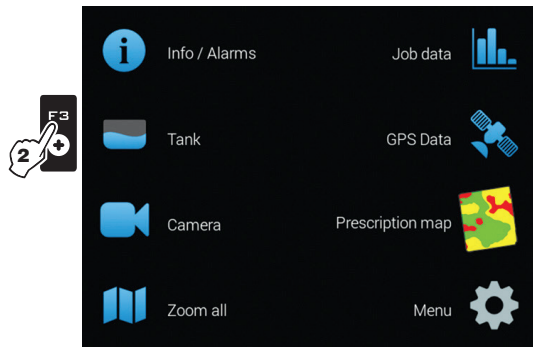 Info / Alarms
Job data
F3
2
Tank
GPS Data
Camera
Prescription map
Zoom all
Menu